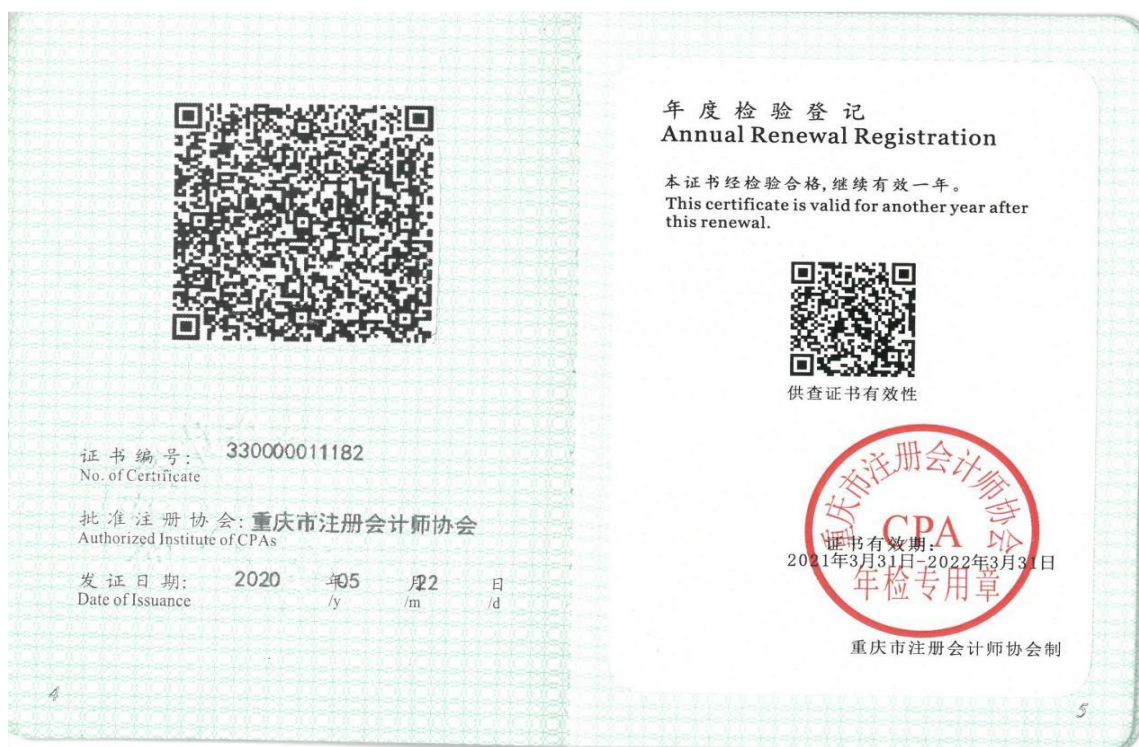 证书编号: 330000011182
No. of Certificate
批准注册协会: 重庆市注册会计师协会
Authorized Institute of CPAs
发证日期: 2020 年05 月22 日
Date of Issuance /y /m /d
4
年度检验登记
Annual Renewal Registration
本证书经检验合格,继续有效一年。
This certificate is valid for another year after
this renewal.
供查证书有效性
重庆市注册会计师协会
CPA
证书有效期:
2021年3月31日-2022年3月31日
年检专用章
重庆市注册会计师协会制
5